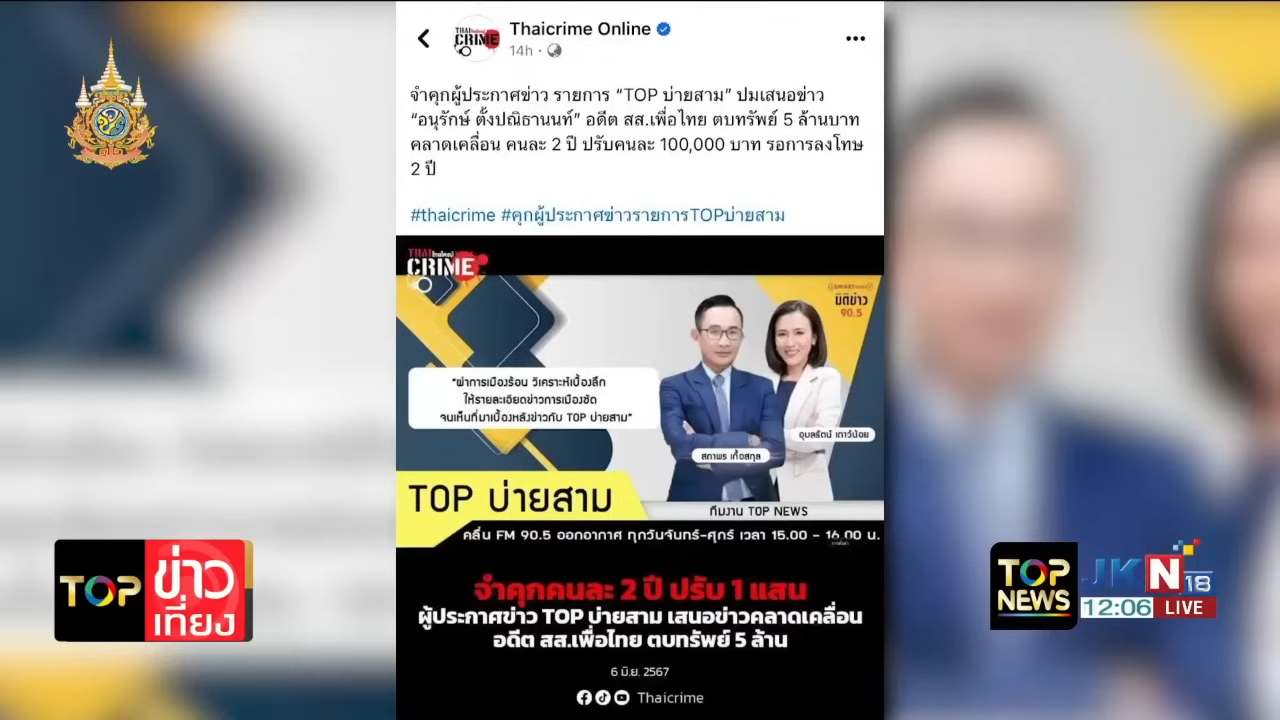 Thaicrime Online
14h ·
จำคุกผู้ประกาศข่าว รายการ “TOP บ่ายสาม” ปมเสนอข่าว
“อนุรักษ์ ตั้งปณิธานนท์” อดีต สส.เพื่อไทย ตบทรัพย์ 5 ล้านบาท
คลาดเคลื่อน คนละ 2 ปี ปรับคนละ 100,000 บาท รอการลงโทษ
2 ปี
#thaicrime #คุกผู้ประกาศข่าวรายการTOPบ่ายสาม
THAI ไทยไครม์
CRIME
มิติข่าว
90.5
"ผ่าการเมืองร้อน วิเคราะห์เบื้องลึก
ให้รายละเอียดข่าวการเมืองชัด
จนเห็นที่มาเบื้องหลังข่าวกับ TOP บ่ายสาม"
อุบลรัตน์ เถาว์น้อย
สถาพร เกื้อสกุล
TOP บ่ายสาม
ทีมงาน TOP NEWS
คลื่น FM 90.5 ออกอากาศ ทุกวันจันทร์-ศุกร์ เวลา 15.00 - 16.00 น.
จำคุกคนละ 2 ปี ปรับ 1 แสน
ผู้ประกาศข่าว TOP บ่ายสาม เสนอข่าวคลาดเคลื่อน
อดีต สส.เพื่อไทย ตบทรัพย์ 5 ล้าน
6 มิ.ย. 2567
Thaicrime
TOP ข่าว
เที่ยง
TOP
NEWS
JKN18
12:06 LIVE